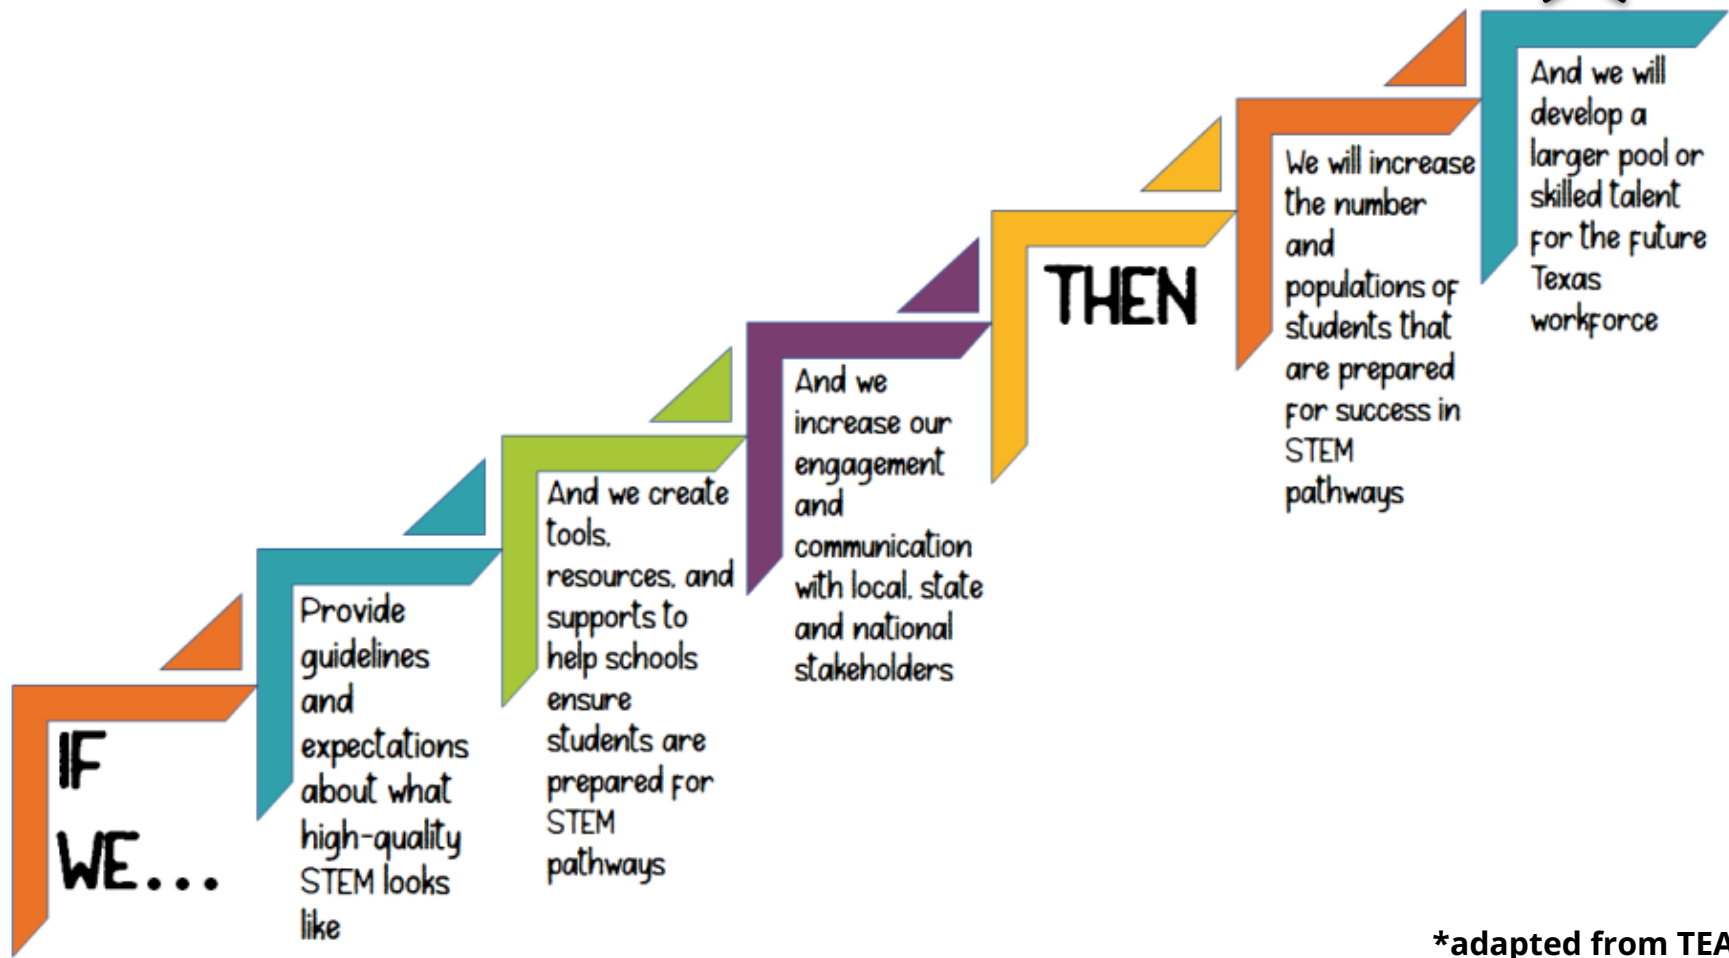 IF
WE...
Provide
guidelines
and
expectations
about what
high-quality
STEM looks
like
And we create
tools,
resources, and
supports to
help schools
ensure
students are
prepared for
STEM
pathways
And we
increase our
engagement
and
communication
with local, state
and national
stakeholders
THEN
We will increase
the number
and
populations of
students that
are prepared
for success in
STEM
pathways
And we will
develop a
larger pool or
skilled talent
for the future
Texas
workforce
*adapted from TEA